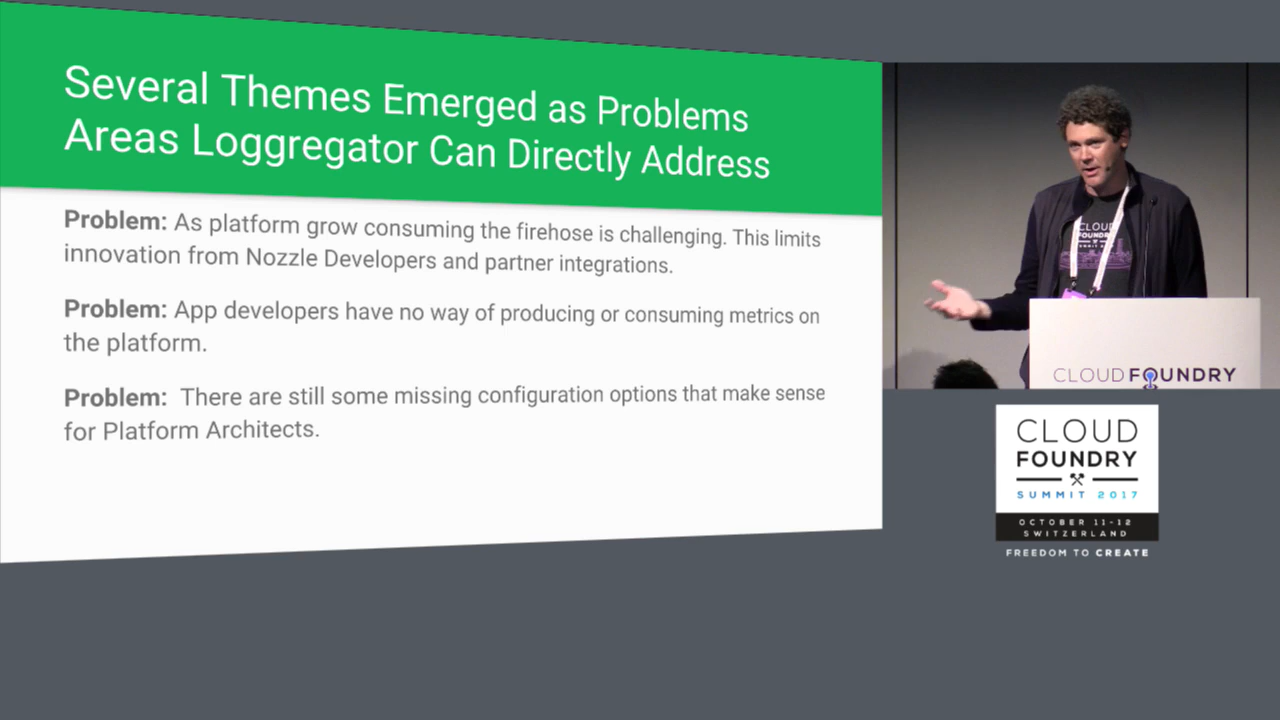 Several Themes Emerged as Problems
Areas Loggregator Can Directly Address
Problem: As platform grow consuming the firehose is challenging. This limits
innovation from Nozzle Developers and partner integrations.
Problem: App developers have no way of producing or consuming metrics on
the platform.
Problem: There are still some missing configuration options that make sense
for Platform Architects.
CLOUD
FOUNDRY
CLOUD FOUNDRY
CLOUD
FOUNDRY
SUMMIT 2017
OCTOBER 11-12
SWITZERLAND
FREEDOM TO CREATE